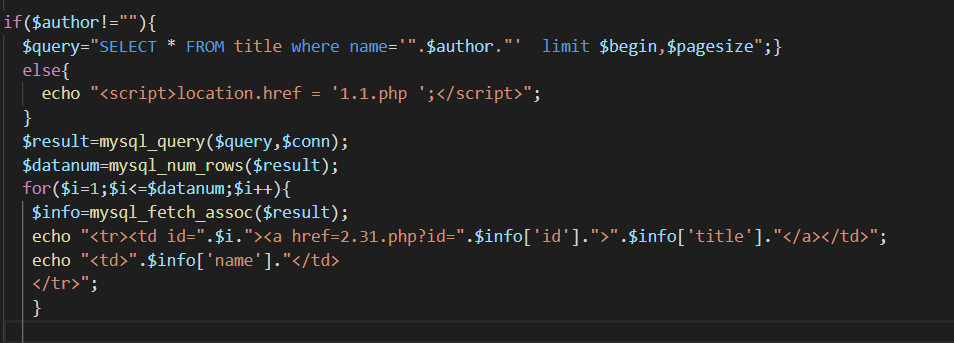 if($author!=""){
$query="SELECT * FROM title where name='".$author."'  limit $begin,$pagesize";}
else{
echo "<script>location.href = '1.1.php ';</script>";
}
$result=mysql_query($query,$conn);
$datanum=mysql_num_rows($result);
for($i=1;$i<=$datanum;$i++){
$info=mysql_fetch_assoc($result);
echo "<tr><td id=".$i."><a href=2.31.php?id=".$info['id'].">".$info['title']."</a></td>";
echo "<td>".$info['name']."</td>
</tr>";
}